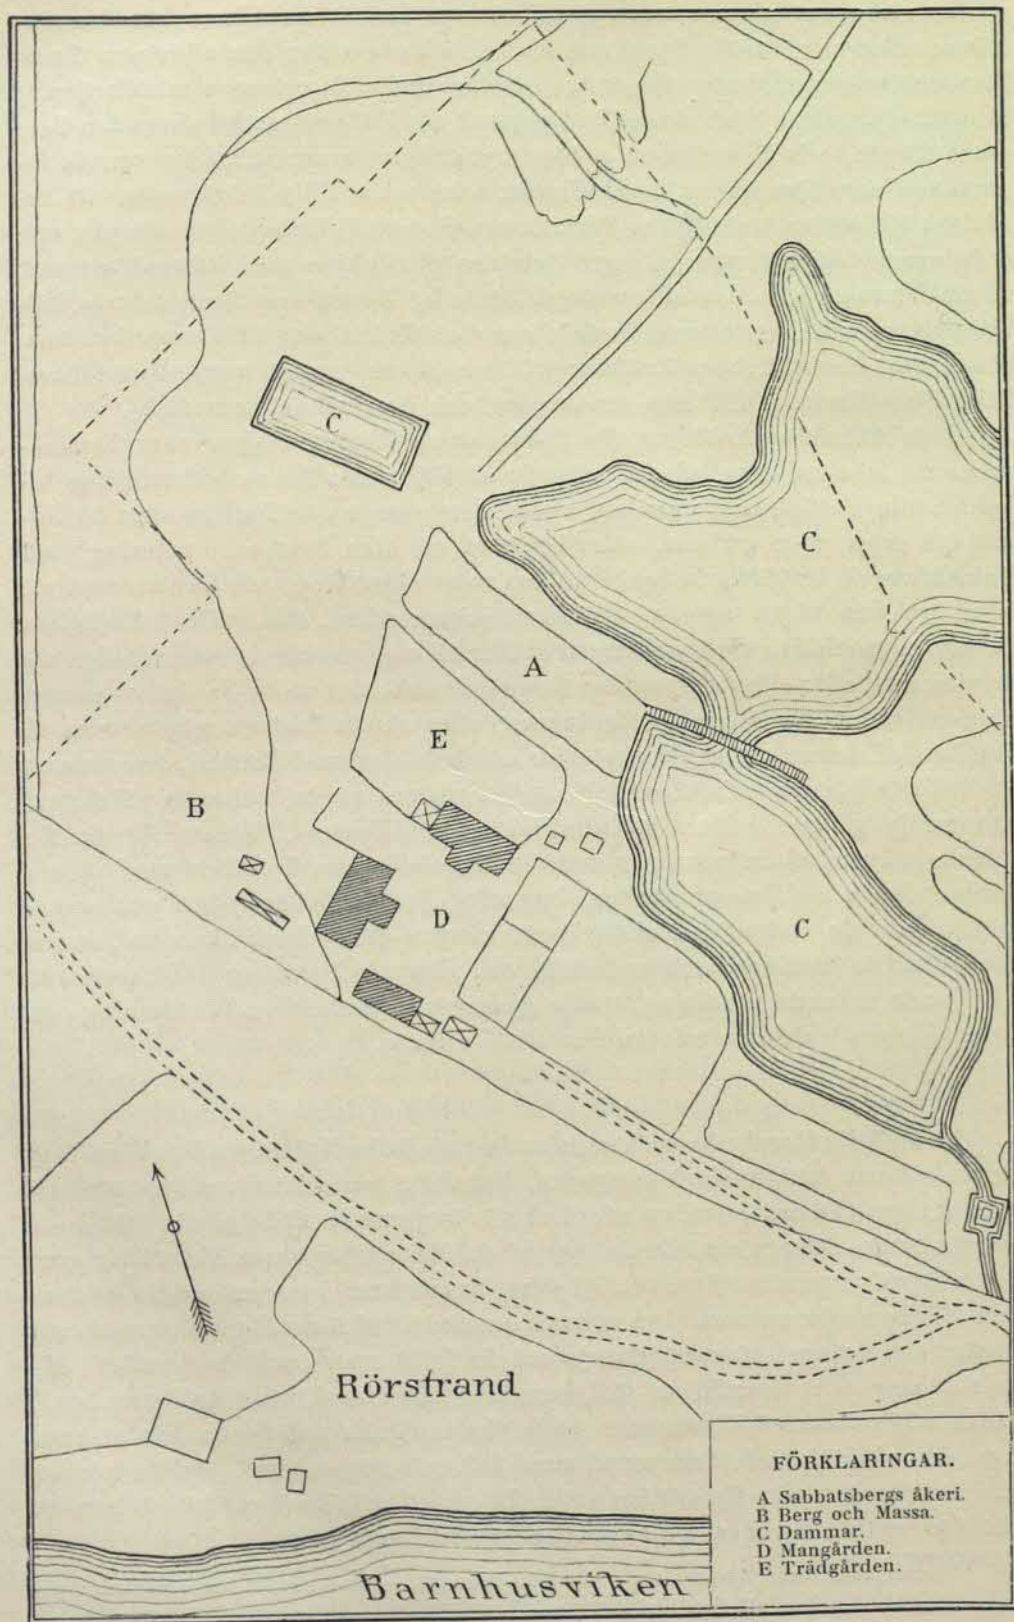 C
C
A
E
B
D
C
Rörstrand
FÖRKLARINGAR.
A Sabbatsbergs åkeri.
B Berg och Massa.
C Dammar.
D Mangården.
E Trädgården.
Barnhusviken